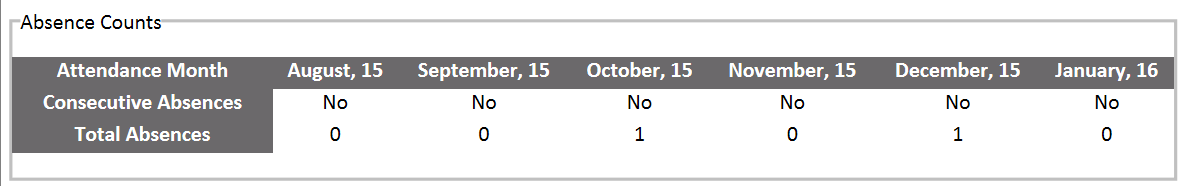 Absence Counts
Attendance Month August, 15 September, 15 October, 15 November, 15 December, 15 January, 16
Consecutive Absences No No No No No No
Total Absences 0 0 1 0 1 0